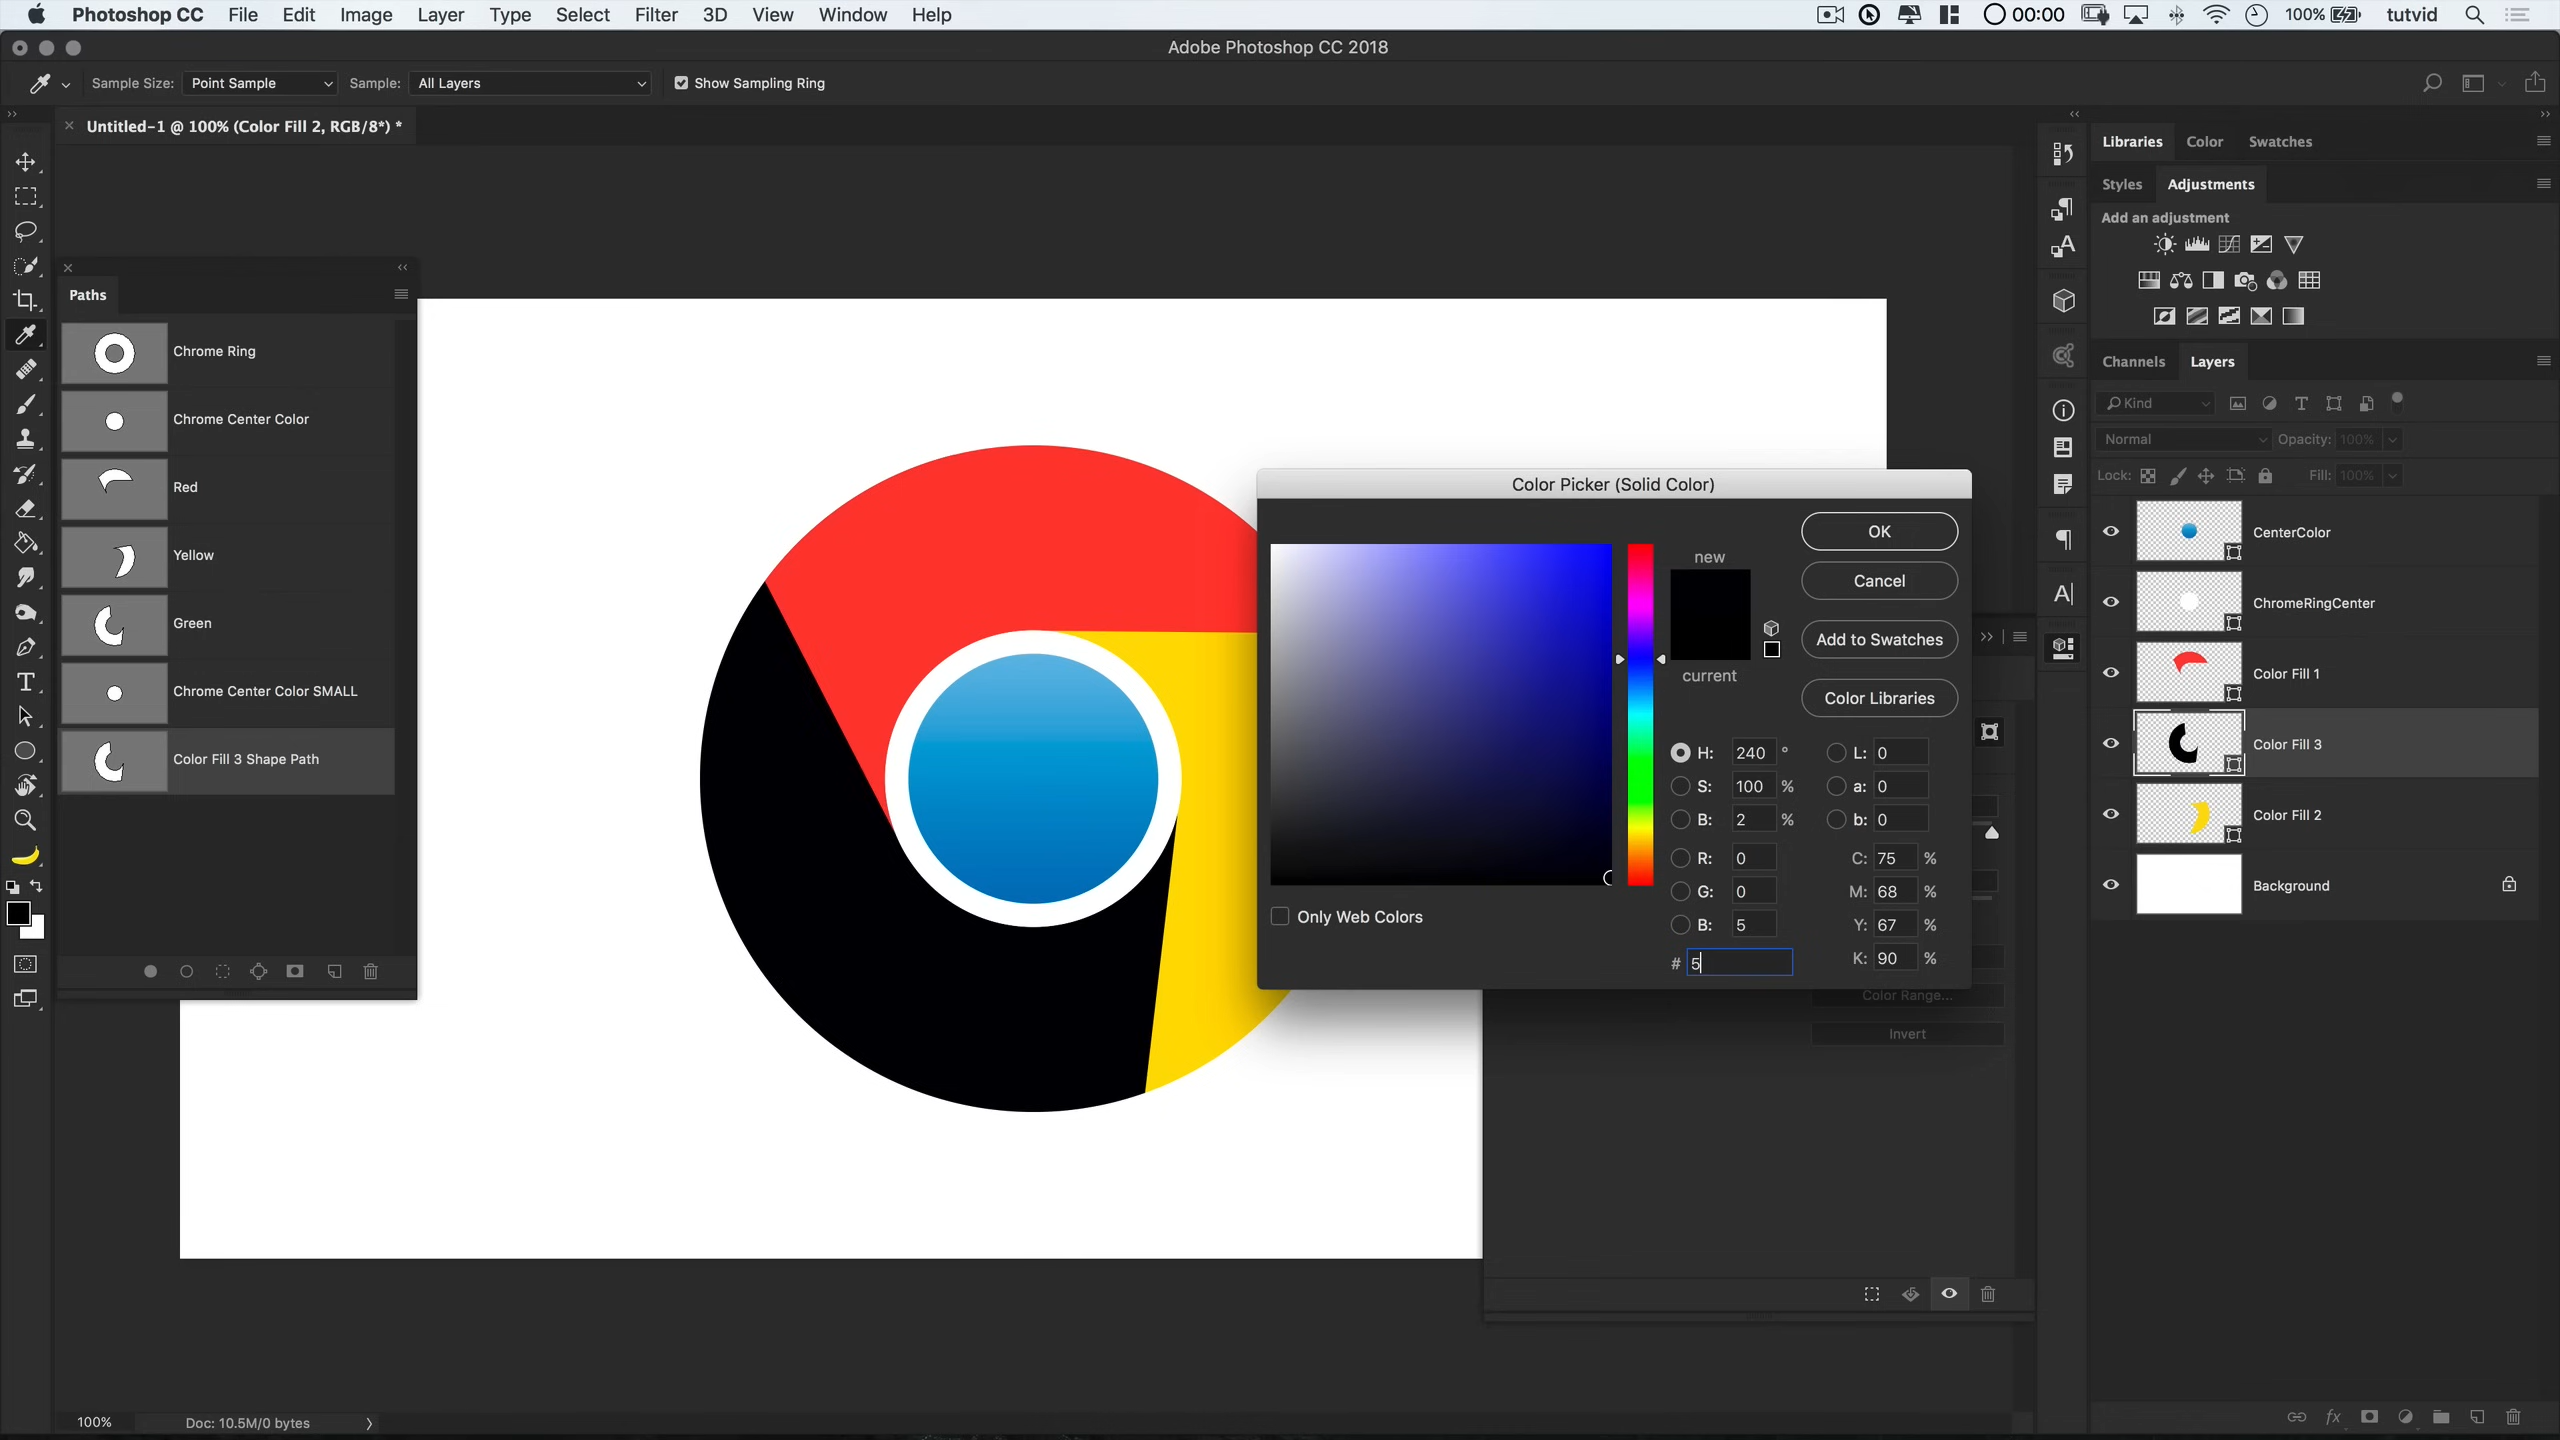 Photoshop CC File Edit Image Layer Type Select Filter 3D View Window Help 00:00 100% tutvid
Adobe Photoshop CC 2018
Sample Size: Point Sample Sample: All Layers Show Sampling Ring
Untitled-1 @ 100% (Color Fill 2, RGB/8*) *
Paths
Chrome Ring
Chrome Center Color
Red
Yellow
Green
Chrome Center Color SMALL
Color Fill 3 Shape Path
Color Picker (Solid Color)
new
current
OK
Cancel
Add to Swatches
Color Libraries
H: 240 °
S: 100 %
B: 2 %
R: 0
G: 0
B: 5
# 5
L: 0
a: 0
b: 0
C: 75 %
M: 68 %
Y: 67 %
K: 90 %
Only Web Colors
Color Range...
Invert
Libraries Color Swatches
Styles Adjustments
Add an adjustment
Channels Layers
Kind
Normal Opacity: 100%
Lock: Fill: 100%
CenterColor
ChromeRingCenter
Color Fill 1
Color Fill 3
Color Fill 2
Background
fx
100% Doc: 10.5M/0 bytes